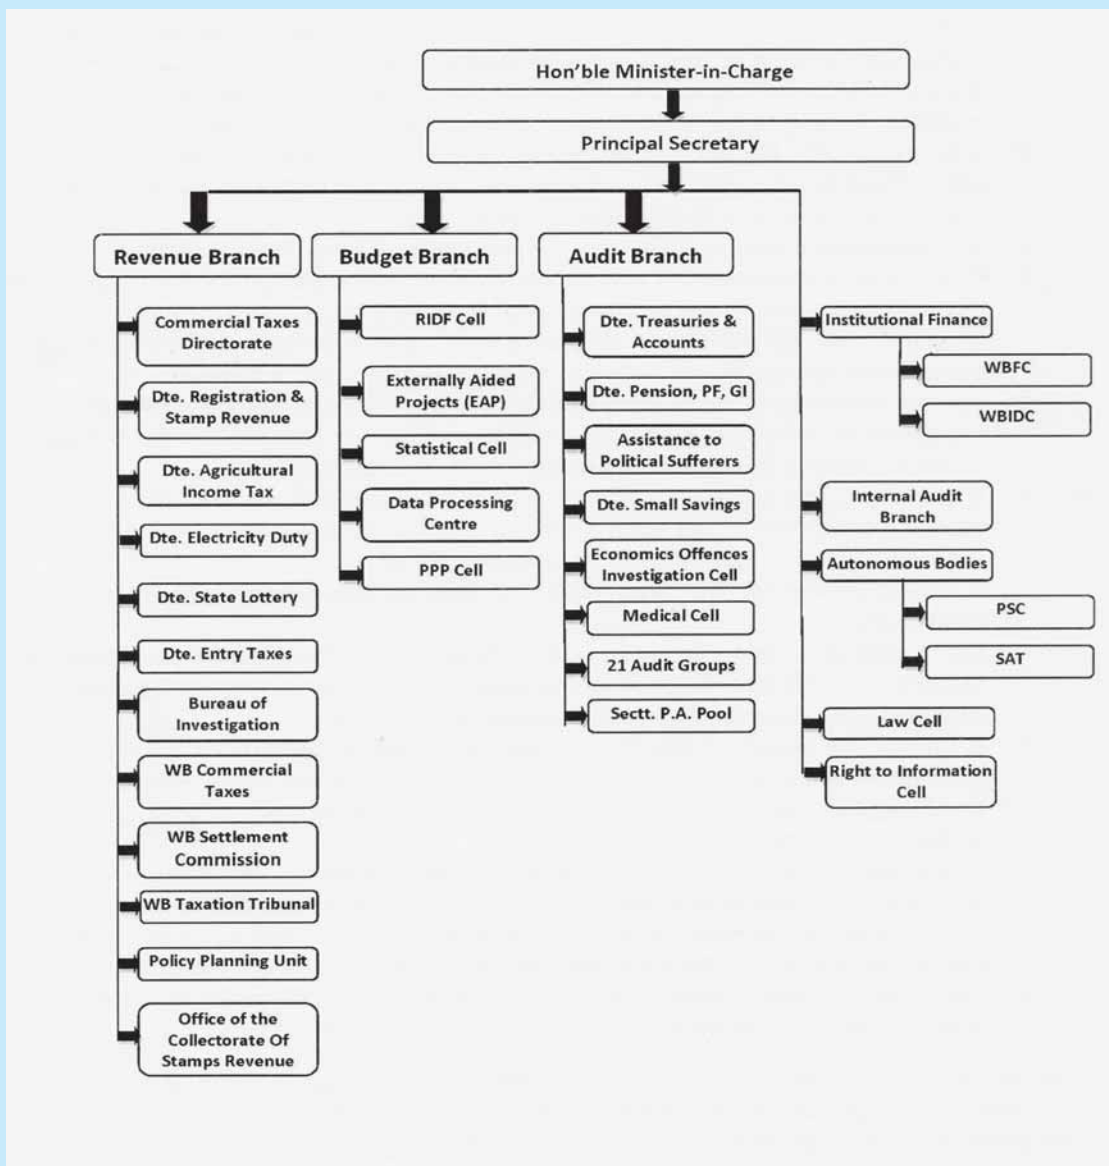 Hon'ble Minister-in-Charge
Principal Secretary
Revenue Branch
Commercial Taxes
Directorate
Dte. Registration &
Stamp Revenue
Dte. Agricultural
Income Tax
Dte. Electricity Duty
Dte. State Lottery
Dte. Entry Taxes
Bureau of
Investigation
WB Commercial
Taxes
WB Settlement
Commission
WB Taxation Tribunal
Policy Planning Unit
Office of the
Collectorate Of
Stamps Revenue
Budget Branch
RIDF Cell
Externally Aided
Projects (EAP)
Statistical Cell
Data Processing
Centre
PPP Cell
Audit Branch
Dte. Treasuries &
Accounts
Dte. Pension, PF, GI
Assistance to
Political Sufferers
Dte. Small Savings
Economics Offences
Investigation Cell
Medical Cell
21 Audit Groups
Sectt. P.A. Pool
Institutional Finance
WBFC
WBIDC
Internal Audit
Branch
Autonomous Bodies
PSC
SAT
Law Cell
Right to Information
Cell